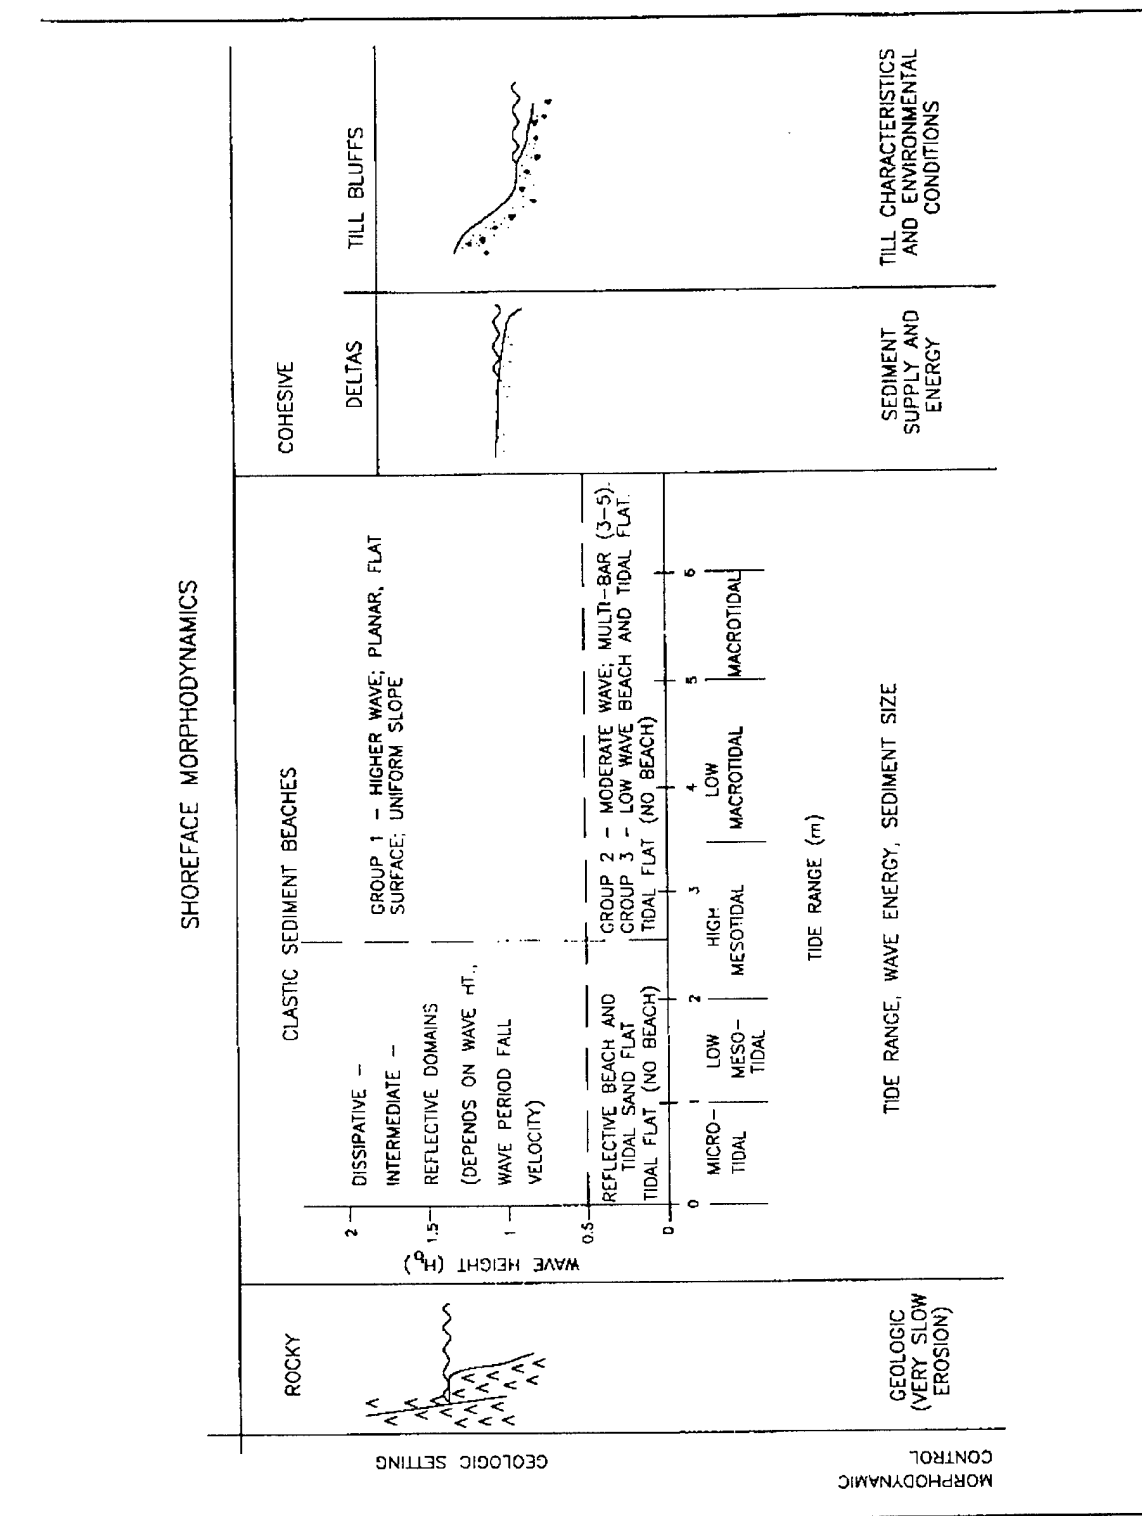 SHOREFACE MORPHODYNAMICS
GEOLOGIC SETTING
ROCKY
CLASTIC SEDIMENT BEACHES
COHESIVE
DELTAS
TILL BLUFFS
WAVE HEIGHT (Hb)
2
1.5
1
0.5
0
DISSIPATIVE –
INTERMEDIATE –
REFLECTIVE DOMAINS
(DEPENDS ON WAVE HT.,
WAVE PERIOD FALL
VELOCITY)
GROUP 1 – HIGHER WAVE; PLANAR, FLAT
SURFACE; UNIFORM SLOPE
REFLECTIVE BEACH AND
TIDAL SAND FLAT
TIDAL FLAT (NO BEACH)
GROUP 2 – MODERATE WAVE; MULTI–BAR (3–5).
GROUP 3 – LOW WAVE BEACH AND TIDAL FLAT.
TIDAL FLAT (NO BEACH)
0 1 2 3 4 5 6
MICRO–
TIDAL
LOW
MESO–
TIDAL
HIGH
MESOTIDAL
LOW
MACROTIDAL
MACROTIDAL
TIDE RANGE (m)
MORPHODYNAMIC
CONTROL
GEOLOGIC
(VERY SLOW
EROSION)
TIDE RANGE, WAVE ENERGY, SEDIMENT SIZE
SEDIMENT
SUPPLY AND
ENERGY
TILL CHARACTERISTICS
AND ENVIRONMENTAL
CONDITIONS